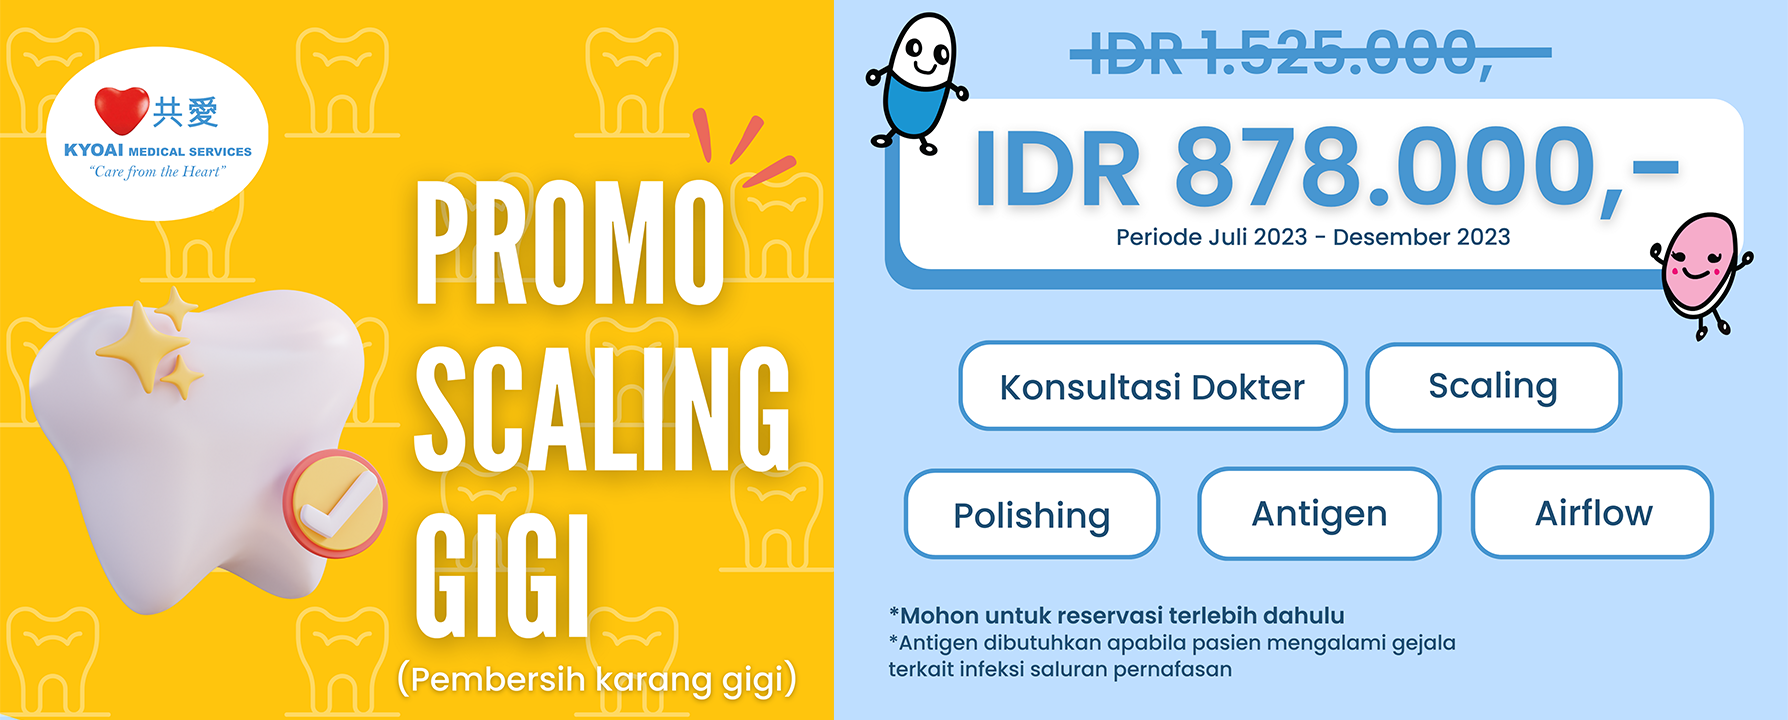 共愛
KYOAI MEDICAL SERVICES
"Care from the Heart"
PROMO
SCALING
GIGI
(Pembersih karang gigi)
IDR 1.525.000,
IDR 878.000,-
Periode Juli 2023 - Desember 2023
Konsultasi Dokter
Scaling
Polishing
Antigen
Airflow
*Mohon untuk reservasi terlebih dahulu
*Antigen dibutuhkan apabila pasien mengalami gejala
terkait infeksi saluran pernafasan